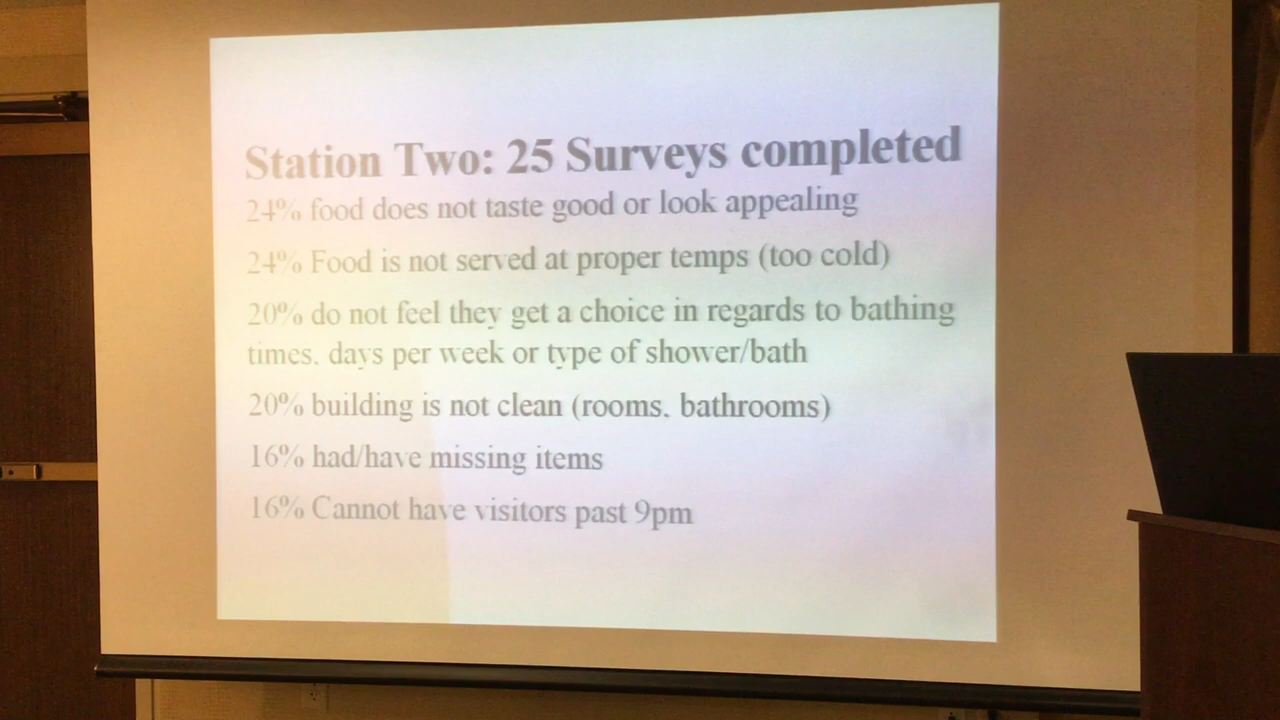 Station Two: 25 Surveys completed
24% food does not taste good or look appealing
24% Food is not served at proper temps (too cold)
20% do not feel they get a choice in regards to bathing
times, days per week or type of shower/bath
20% building is not clean (rooms, bathrooms)
16% had/have missing items
16% Cannot have visitors past 9pm